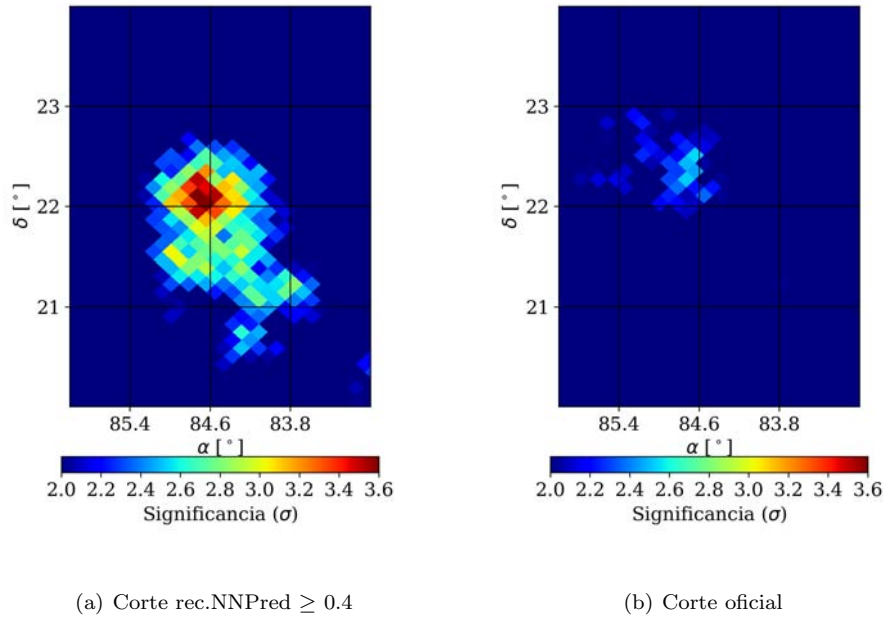 23
22
21
δ [°]
85.4 84.6 83.8
α [°]
2.0 2.2 2.4 2.6 2.8 3.0 3.2 3.4 3.6
Significancia (σ)
(a) Corte rec.NNPred ≥ 0.4
23
22
21
δ [°]
85.4 84.6 83.8
α [°]
2.0 2.2 2.4 2.6 2.8 3.0 3.2 3.4 3.6
Significancia (σ)
(b) Corte oficial